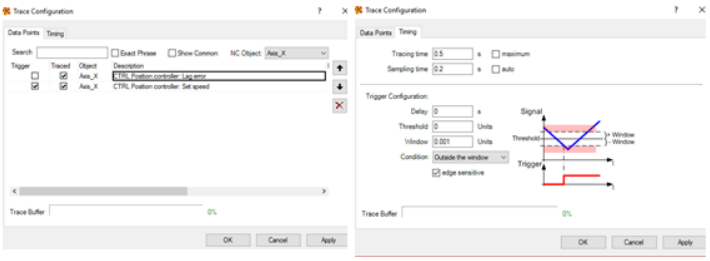 Trace Configuration ? ×
Data Points Timing
Search Exact Phrase Show Common NC Object: Axis_X
Trigger Traced Object Description
Axis_X CTRL Position controller: Lag error
Axis_X CTRL Position controller: Set speed
Trace Buffer 0%
OK Cancel Apply
Trace Configuration ? ×
Data Points Timing
Tracing time 0.5 s maximum
Sampling time 0.2 s auto
Trigger Configuration:
Delay 0 s
Threshold 0 Units
Window 0.001 Units
Condition Outside the window
edge sensitive
Signal
Threshold
+ Window
- Window
t
Trigger
t
Trace Buffer 0%
OK Cancel Apply